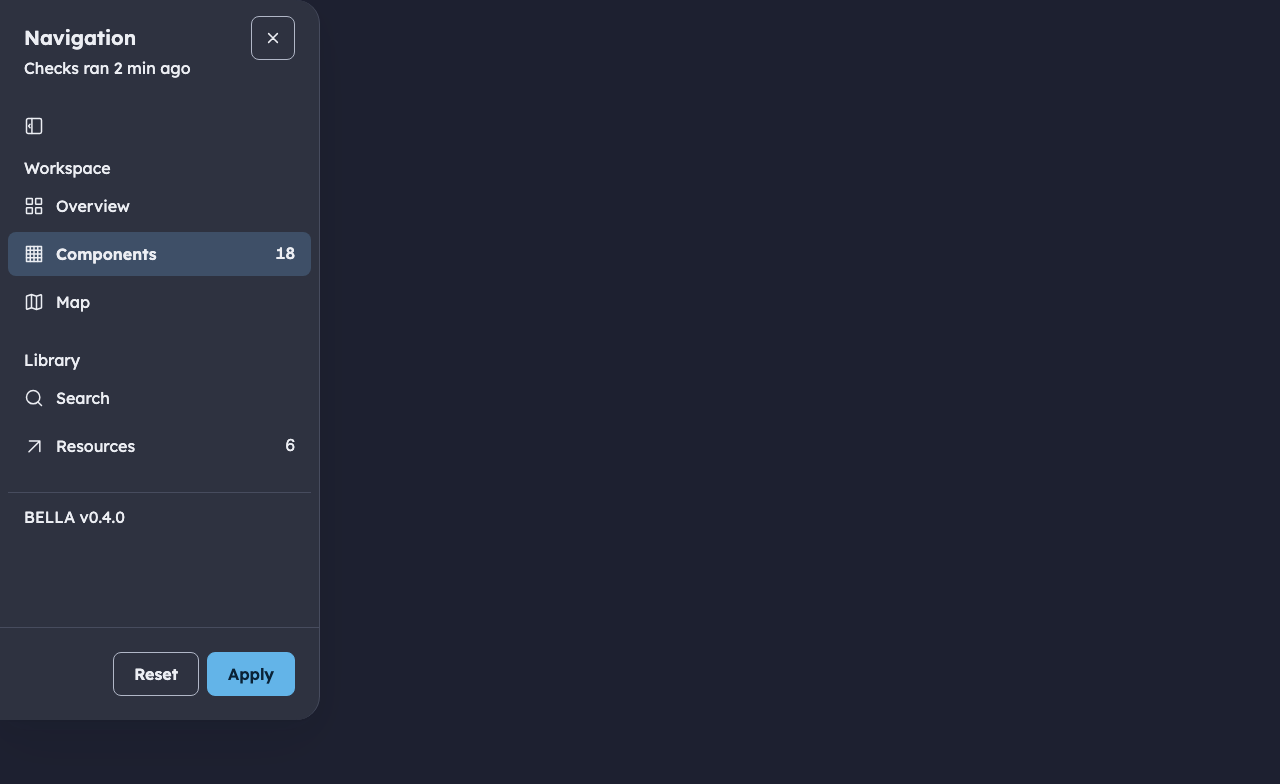 Navigation
Checks ran 2 min ago
Workspace
Overview
Components 18
Map
Library
Search
Resources 6
BELLA v0.4.0
Reset Apply